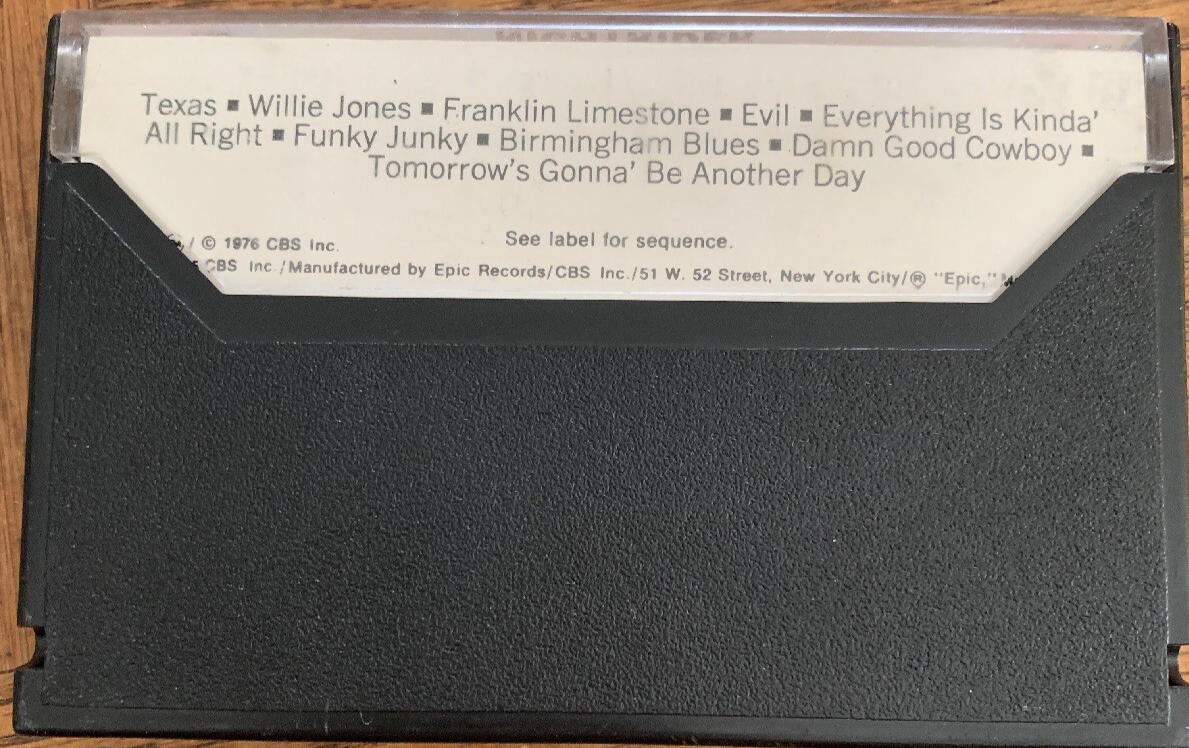 NIGHTRIDER
Texas ▪ Willie Jones ▪ Franklin Limestone ▪ Evil ▪ Everything Is Kinda'
All Right ▪ Funky Junky ▪ Birmingham Blues ▪ Damn Good Cowboy ▪
Tomorrow's Gonna' Be Another Day
/ © 1976 CBS Inc.
See label for sequence.
CBS Inc./Manufactured by Epic Records/CBS Inc./51 W. 52 Street, New York City/® "Epic,"